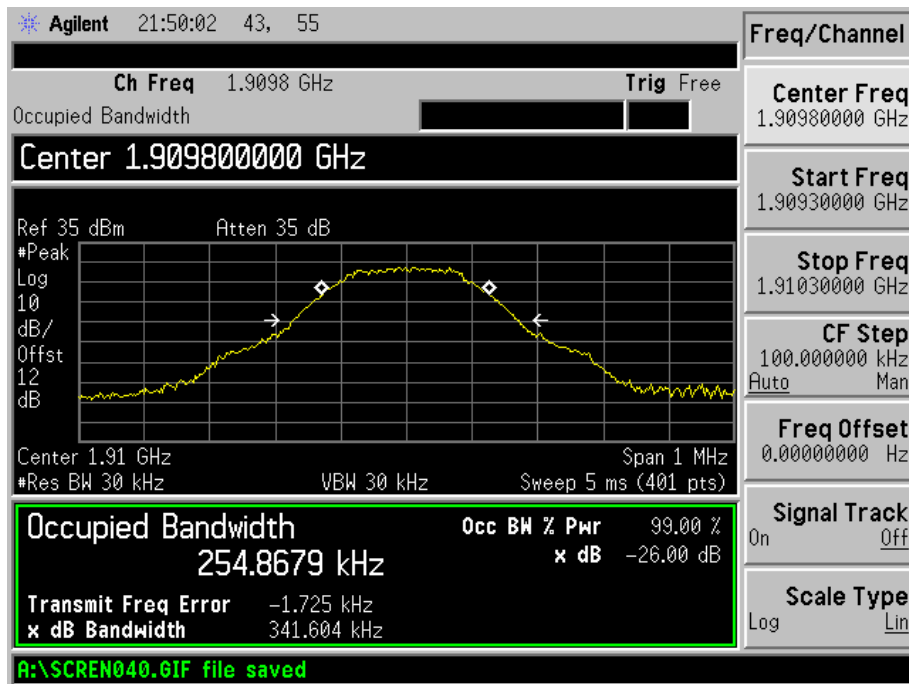 Agilent 21:50:02 43, 55
Freq/Channel
Ch Freq 1.9098 GHz Trig Free
Occupied Bandwidth
Center 1.909800000 GHz
Ref 35 dBm Atten 35 dB
#Peak
Log
10
dB/
Offst
12
dB
Center 1.91 GHz Span 1 MHz
#Res BW 30 kHz VBW 30 kHz Sweep 5 ms (401 pts)
Occupied Bandwidth Occ BW % Pwr 99.00 %
254.8679 kHz x dB -26.00 dB
Transmit Freq Error -1.725 kHz
x dB Bandwidth 341.604 kHz
A:\SCREN040.GIF file saved
Center Freq
1.90980000 GHz
Start Freq
1.90930000 GHz
Stop Freq
1.91030000 GHz
CF Step
100.000000 kHz
Auto Man
Freq Offset
0.00000000 Hz
Signal Track
On Off
Scale Type
Log Lin